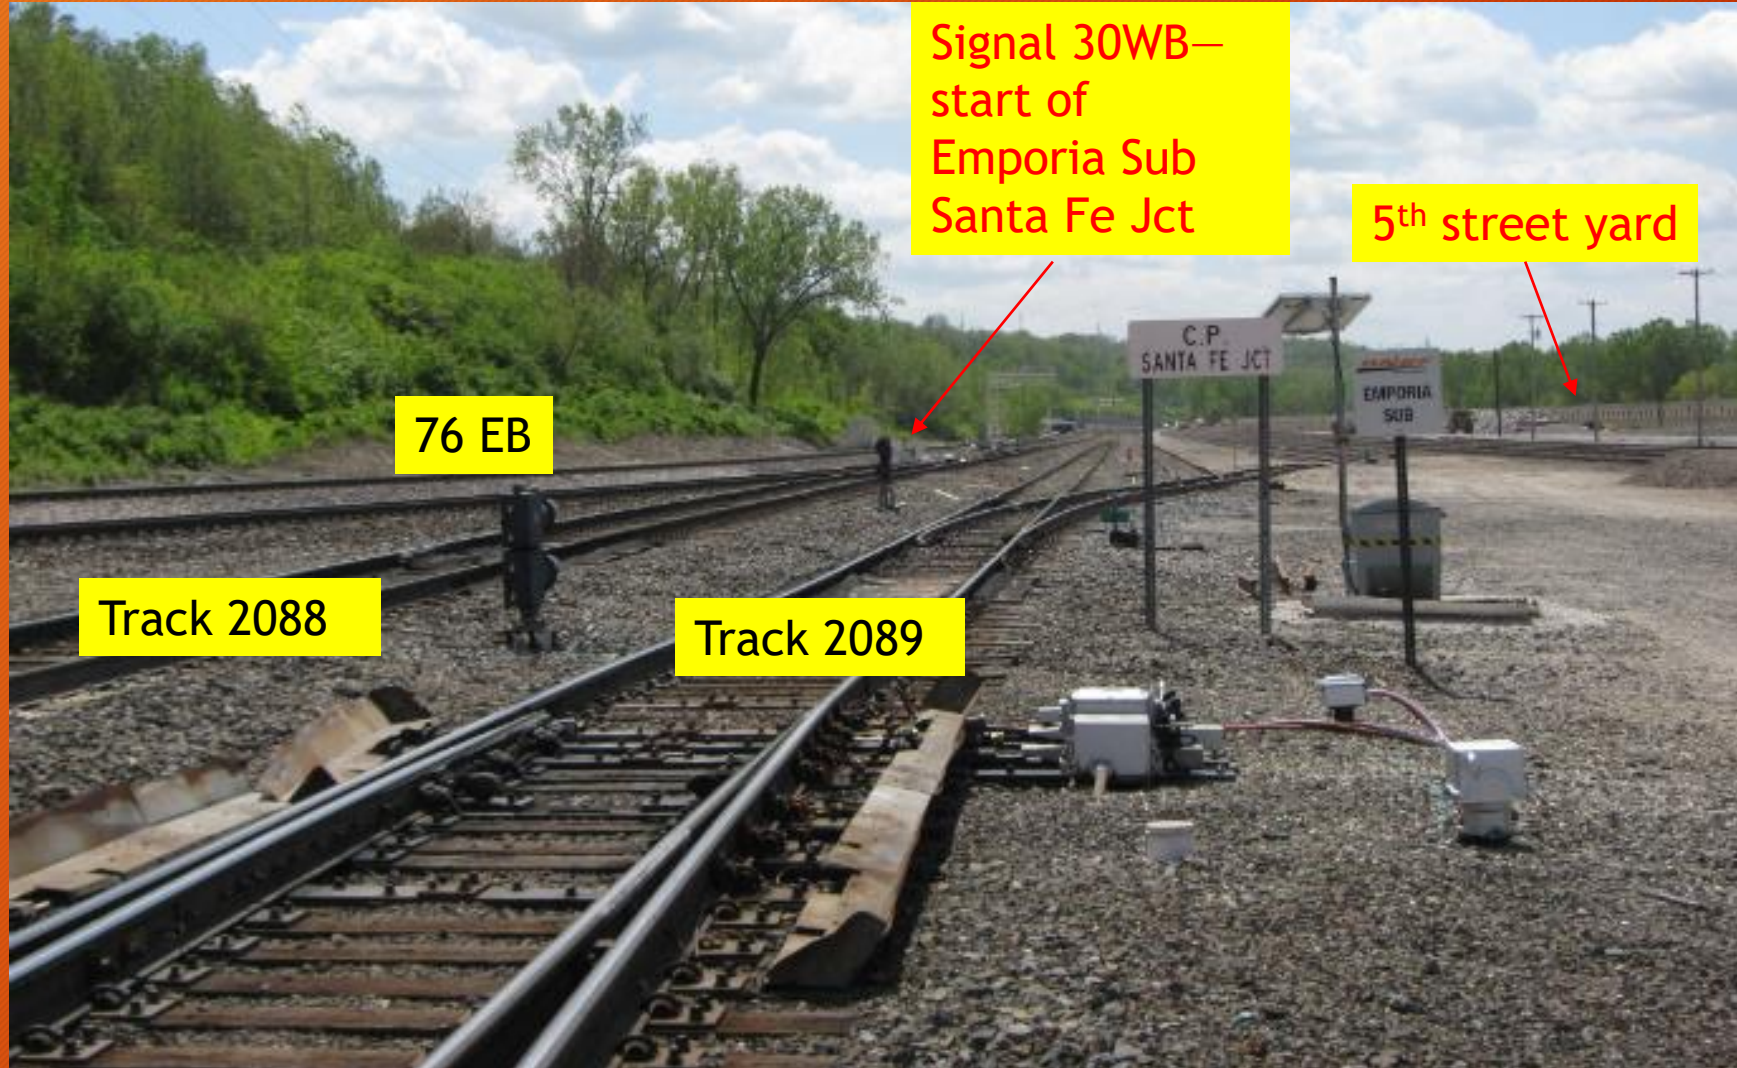 Signal 30WB—
start of
Emporia Sub
Santa Fe Jct
5th street yard
C.P.
SANTA FE JCT
EMPORIA
SUB
76 EB
Track 2088
Track 2089